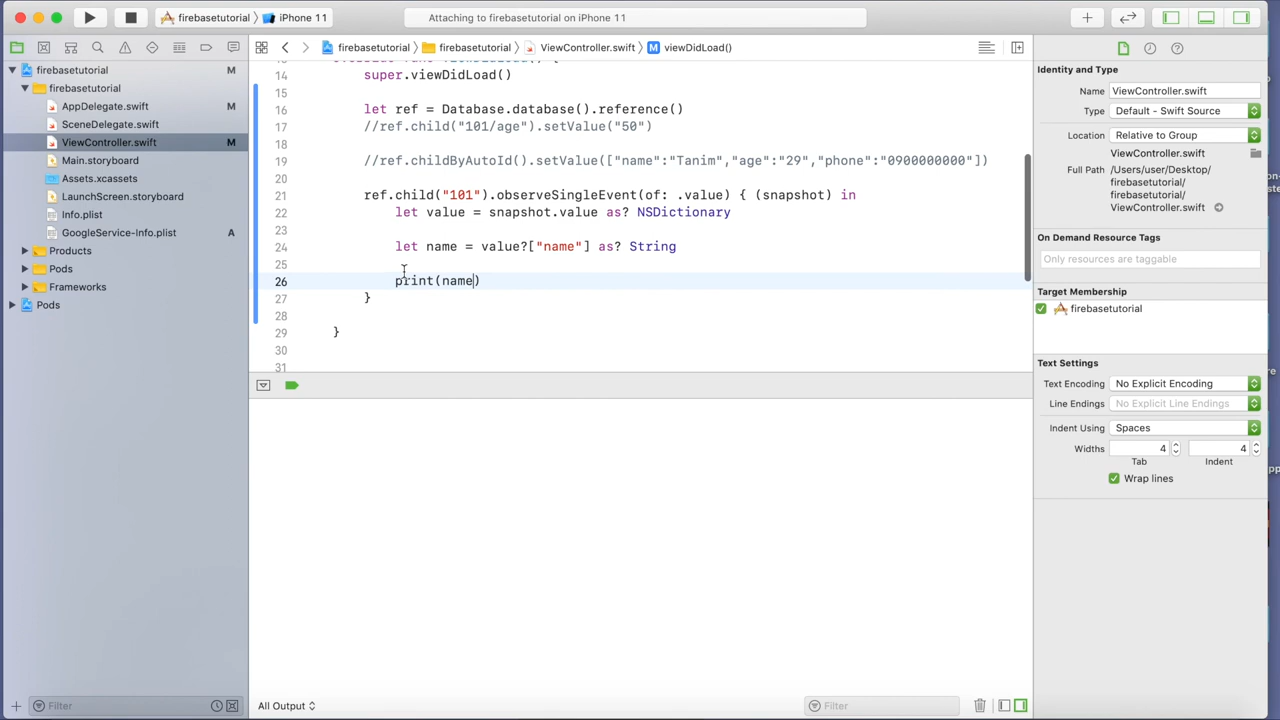 firebasetutorial
iPhone 11
Attaching to firebasetutorial on iPhone 11
firebasetutorial
firebasetutorial
ViewController.swift
M
viewDidLoad()
firebasetutorial M
firebasetutorial
AppDelegate.swift M
SceneDelegate.swift
ViewController.swift M
Main.storyboard
Assets.xcassets
LaunchScreen.storyboard
Info.plist
GoogleService-Info.plist A
Products
Pods
Frameworks
Pods
Filter
14 super.viewDidLoad()
15
16 let ref = Database.database().reference()
17 //ref.child("101/age").setValue("50")
18
19 //ref.childByAutoId().setValue(["name":"Tanim","age":"29","phone":"0900000000"])
20
21 ref.child("101").observeSingleEvent(of: .value) { (snapshot) in
22 let value = snapshot.value as? NSDictionary
23
24 let name = value?["name"] as? String
25
26 print(name)
27 }
28
29 }
30
31
All Output
Filter
Identity and Type
Name ViewController.swift
Type Default - Swift Source
Location Relative to Group
ViewController.swift
Full Path /Users/user/Desktop/
firebasetutorial/
firebasetutorial/
ViewController.swift
On Demand Resource Tags
Only resources are taggable
Target Membership
firebasetutorial
Text Settings
Text Encoding No Explicit Encoding
Line Endings No Explicit Line Endings
Indent Using Spaces
Widths 4 4
Tab Indent
Wrap lines